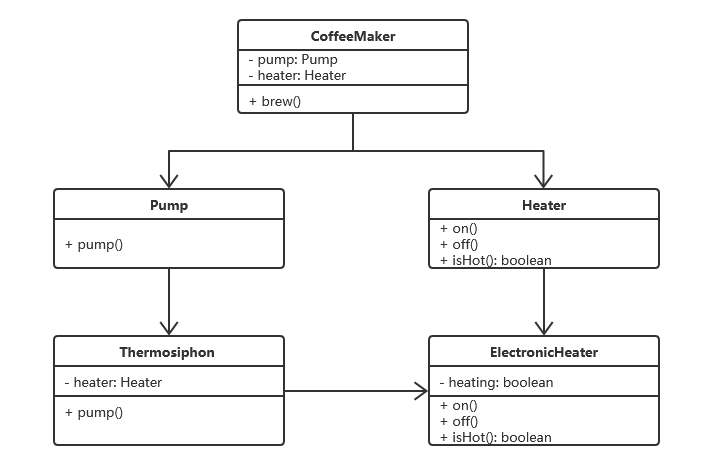 CoffeeMaker
- pump: Pump
- heater: Heater
+ brew()
Pump
+ pump()
Heater
+ on()
+ off()
+ isHot(): boolean
Thermosiphon
- heater: Heater
+ pump()
ElectronicHeater
- heating: boolean
+ on()
+ off()
+ isHot(): boolean